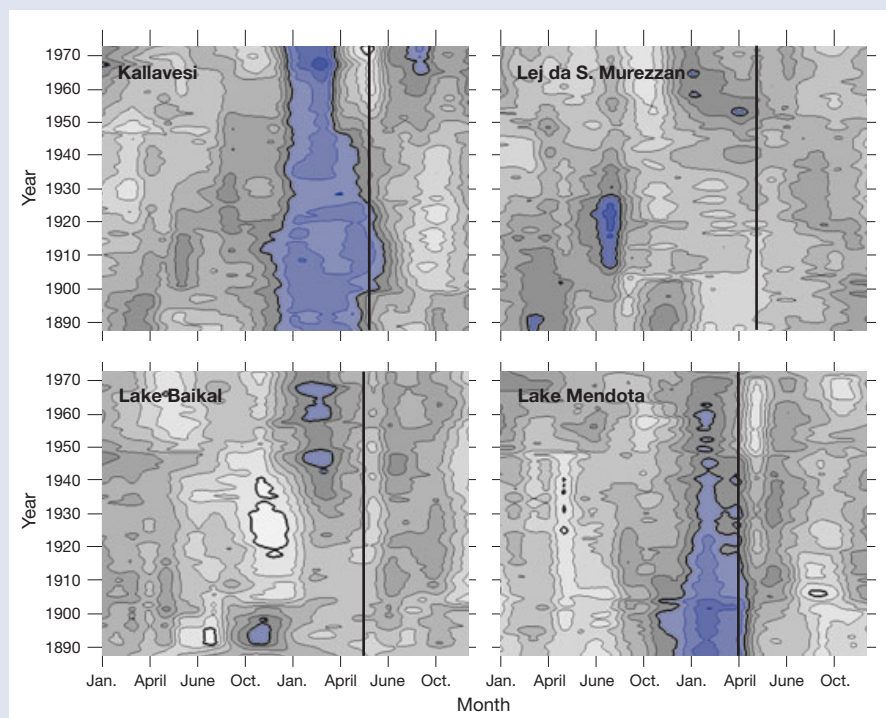 Kallavesi
Lej da S. Murezzan
1970
1960
1950
1940
1930
1920
1910
1900
1890
Year
Lake Baikal
Lake Mendota
1970
1960
1950
1940
1930
1920
1910
1900
1890
Year
Jan. April June Oct. Jan. April June Oct. Jan. April June Oct. Jan. April June Oct.
Month